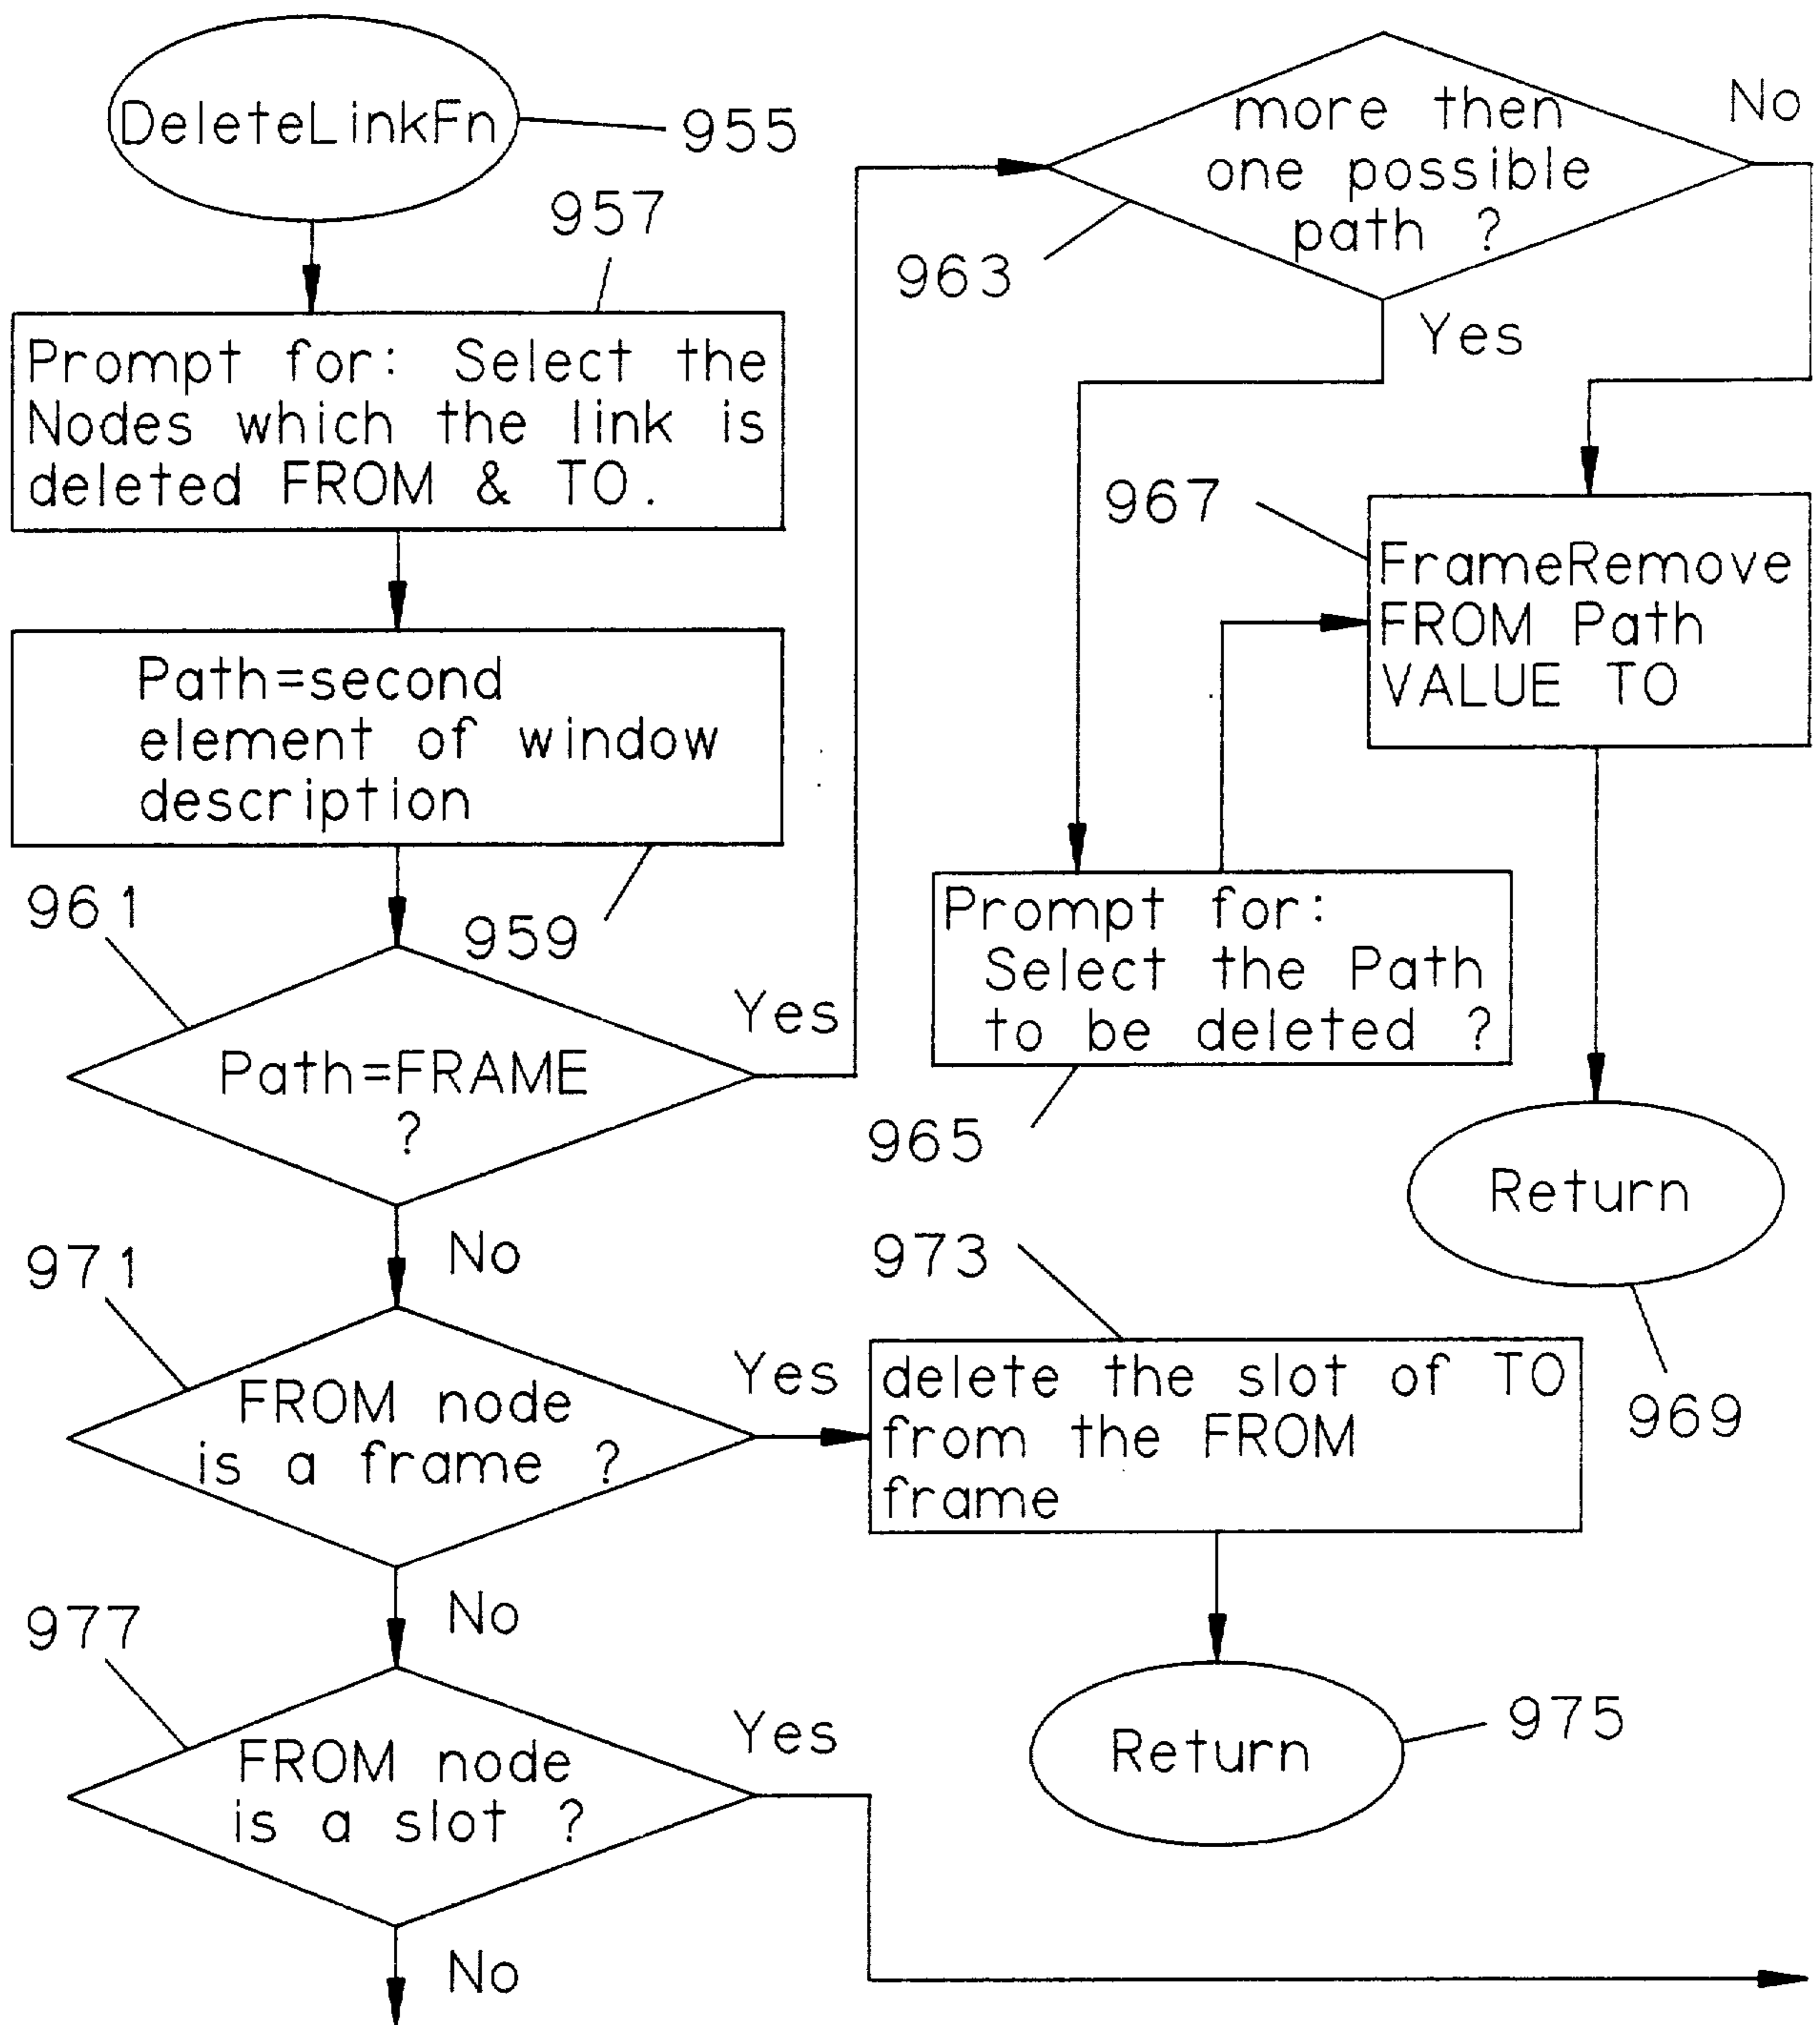 DeleteLinkFn
955
957
Prompt for: Select the
Nodes which the link is
deleted FROM & TO.
Path=second
element of window
description
959
961
Path=FRAME
?
Yes
No
more then
one possible
path ?
963
No
Yes
967
FrameRemove
FROM Path
VALUE TO
Prompt for:
Select the Path
to be deleted ?
965
Return
969
971
FROM node
is a frame ?
Yes
No
973
delete the slot of TO
from the FROM
frame
Return
975
977
FROM node
is a slot ?
Yes
No